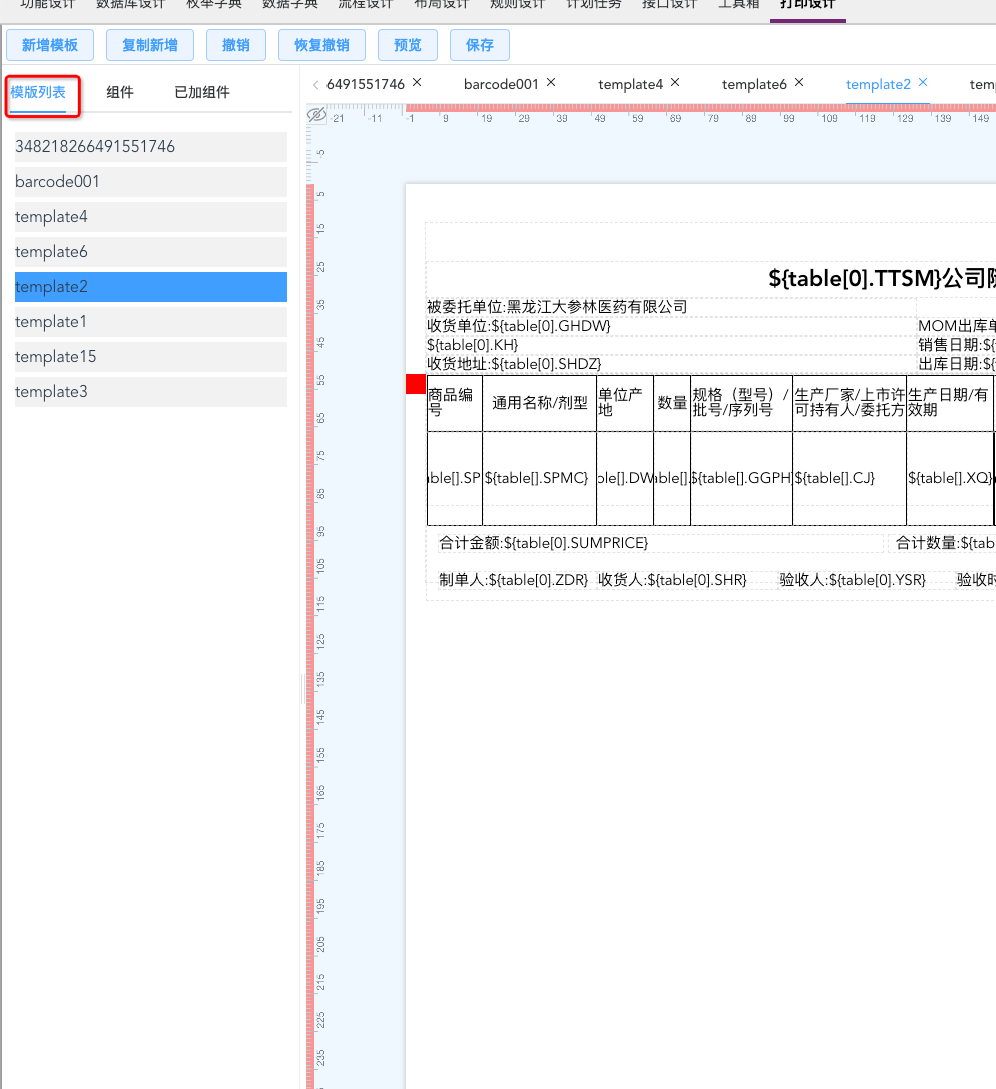 功能设计 数据库设计 枚举字典 数据字典 流程设计 布局设计 规则设计 计划任务 接口设计 工具箱 打印设计
新增模板 复制新增 撤销 恢复撤销 预览 保存
模版列表 组件 已加组件
6491551746 × barcode001 × template4 × template6 × template2 ×
-21 -11 -1 9 19 29 39 49 59 69 79 89 99 109 119 129 139 149
348218266491551746
barcode001
template4
template6
template2
template1
template15
template3
-5
5
15
25
35
45
55
65
75
85
95
105
115
125
135
145
155
165
175
185
195
205
215
225
235
${table[0].TTSM}公司
被委托单位:黑龙江大参林医药有限公司
收货单位:${table[0].GHDW} MOM出库单
${table[0].KH} 销售日期:${
收货地址:${table[0].SHDZ} 出库日期:${
商品编号 通用名称/剂型 单位产地 数量 规格（型号）/批号/序列号 生产厂家/上市许可持有人/委托方 生产日期/有效期
ble[].SP ${table[].SPMC} ble[].DW able[]. ${table[].GGPH} ${table[].CJ} ${table[].XQ}
合计金额:${table[0].SUMPRICE} 合计数量:${tab
制单人:${table[0].ZDR} 收货人:${table[0].SHR} 验收人:${table[0].YSR} 验收时